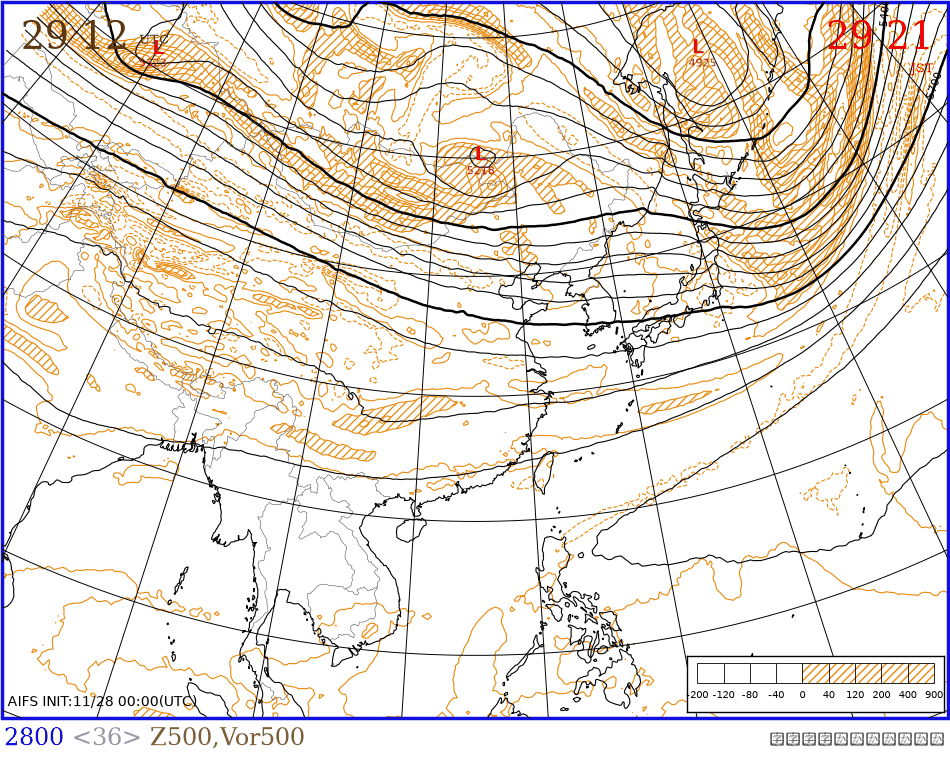 29 12 UTC
29 21
JST
L
L
4925
L
5218
AIFS INIT:11/28 00:00(UTC)
-200 -120 -80 -40 0 40 120 200 400 900
2800 <36> Z500,Vor500